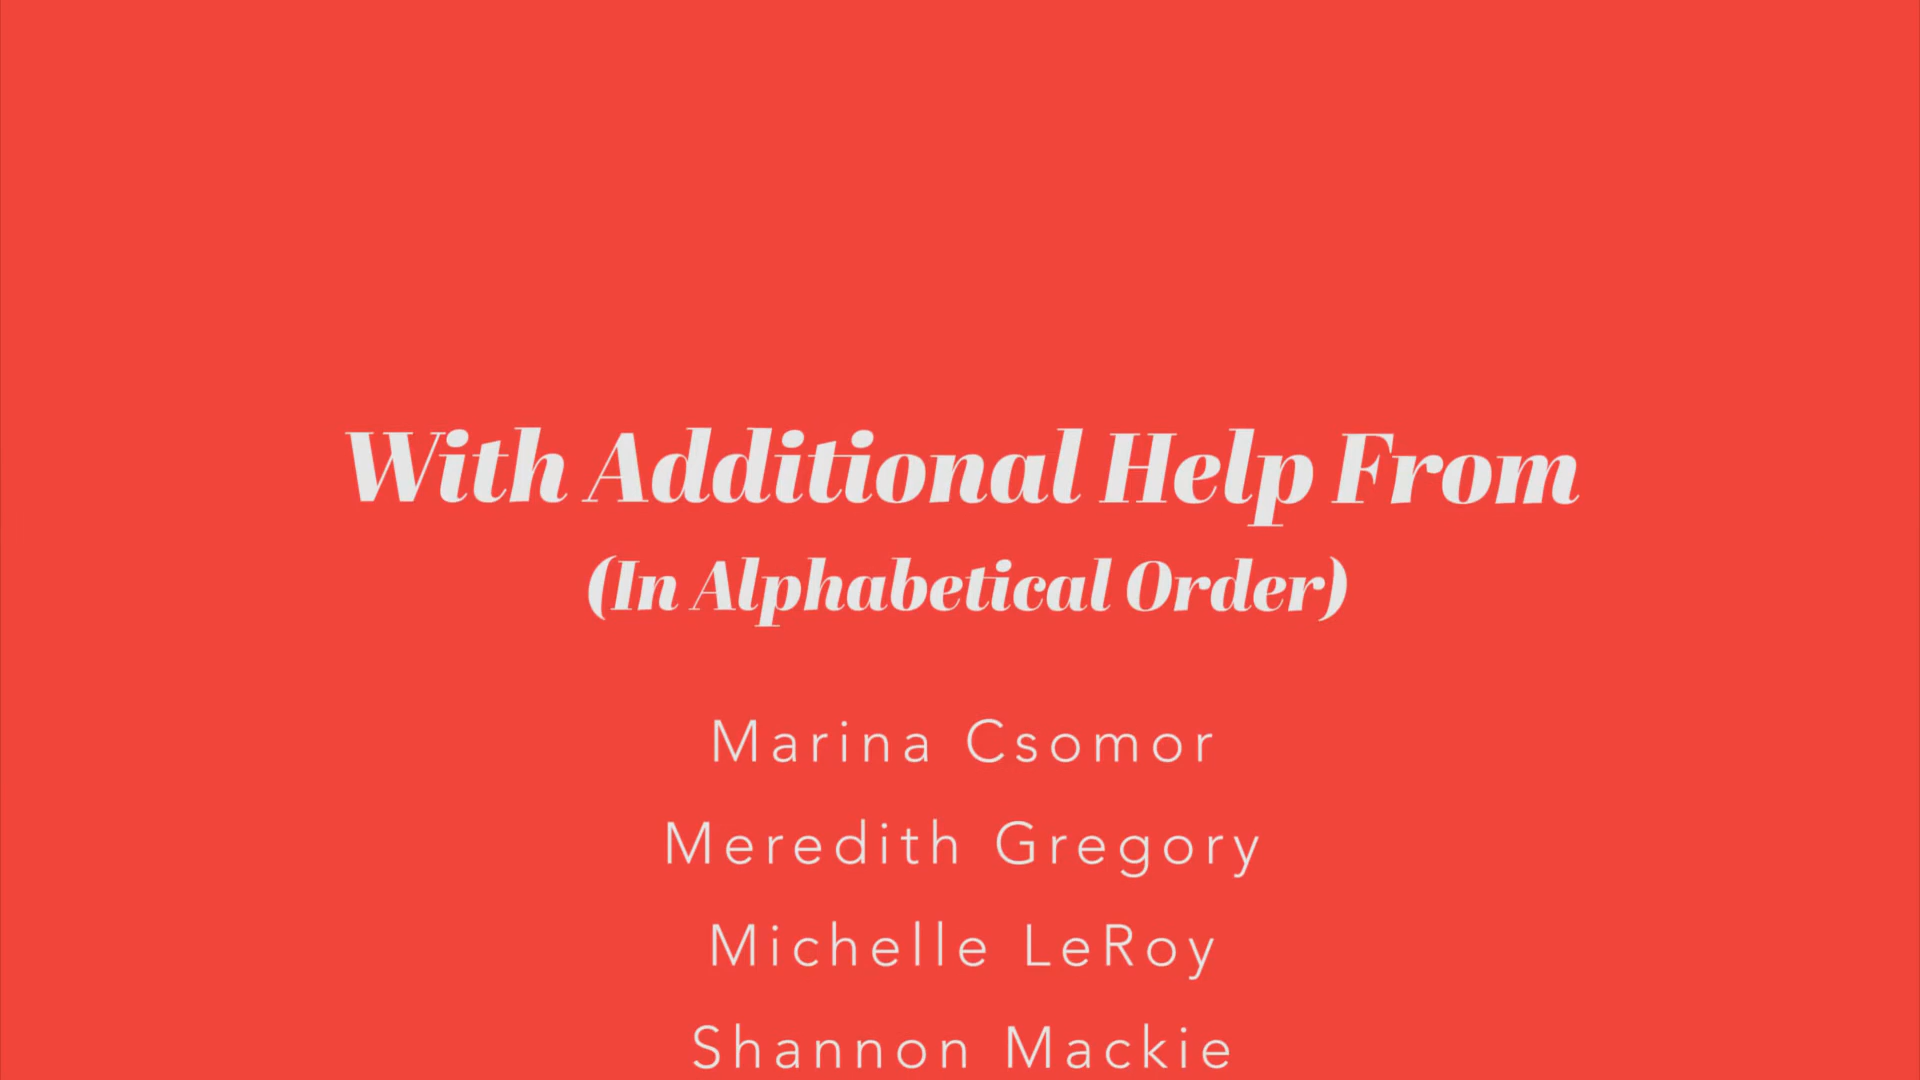 With Additional Help From
(In Alphabetical Order)
Marina Csomor
Meredith Gregory
Michelle LeRoy
Shannon Mackie